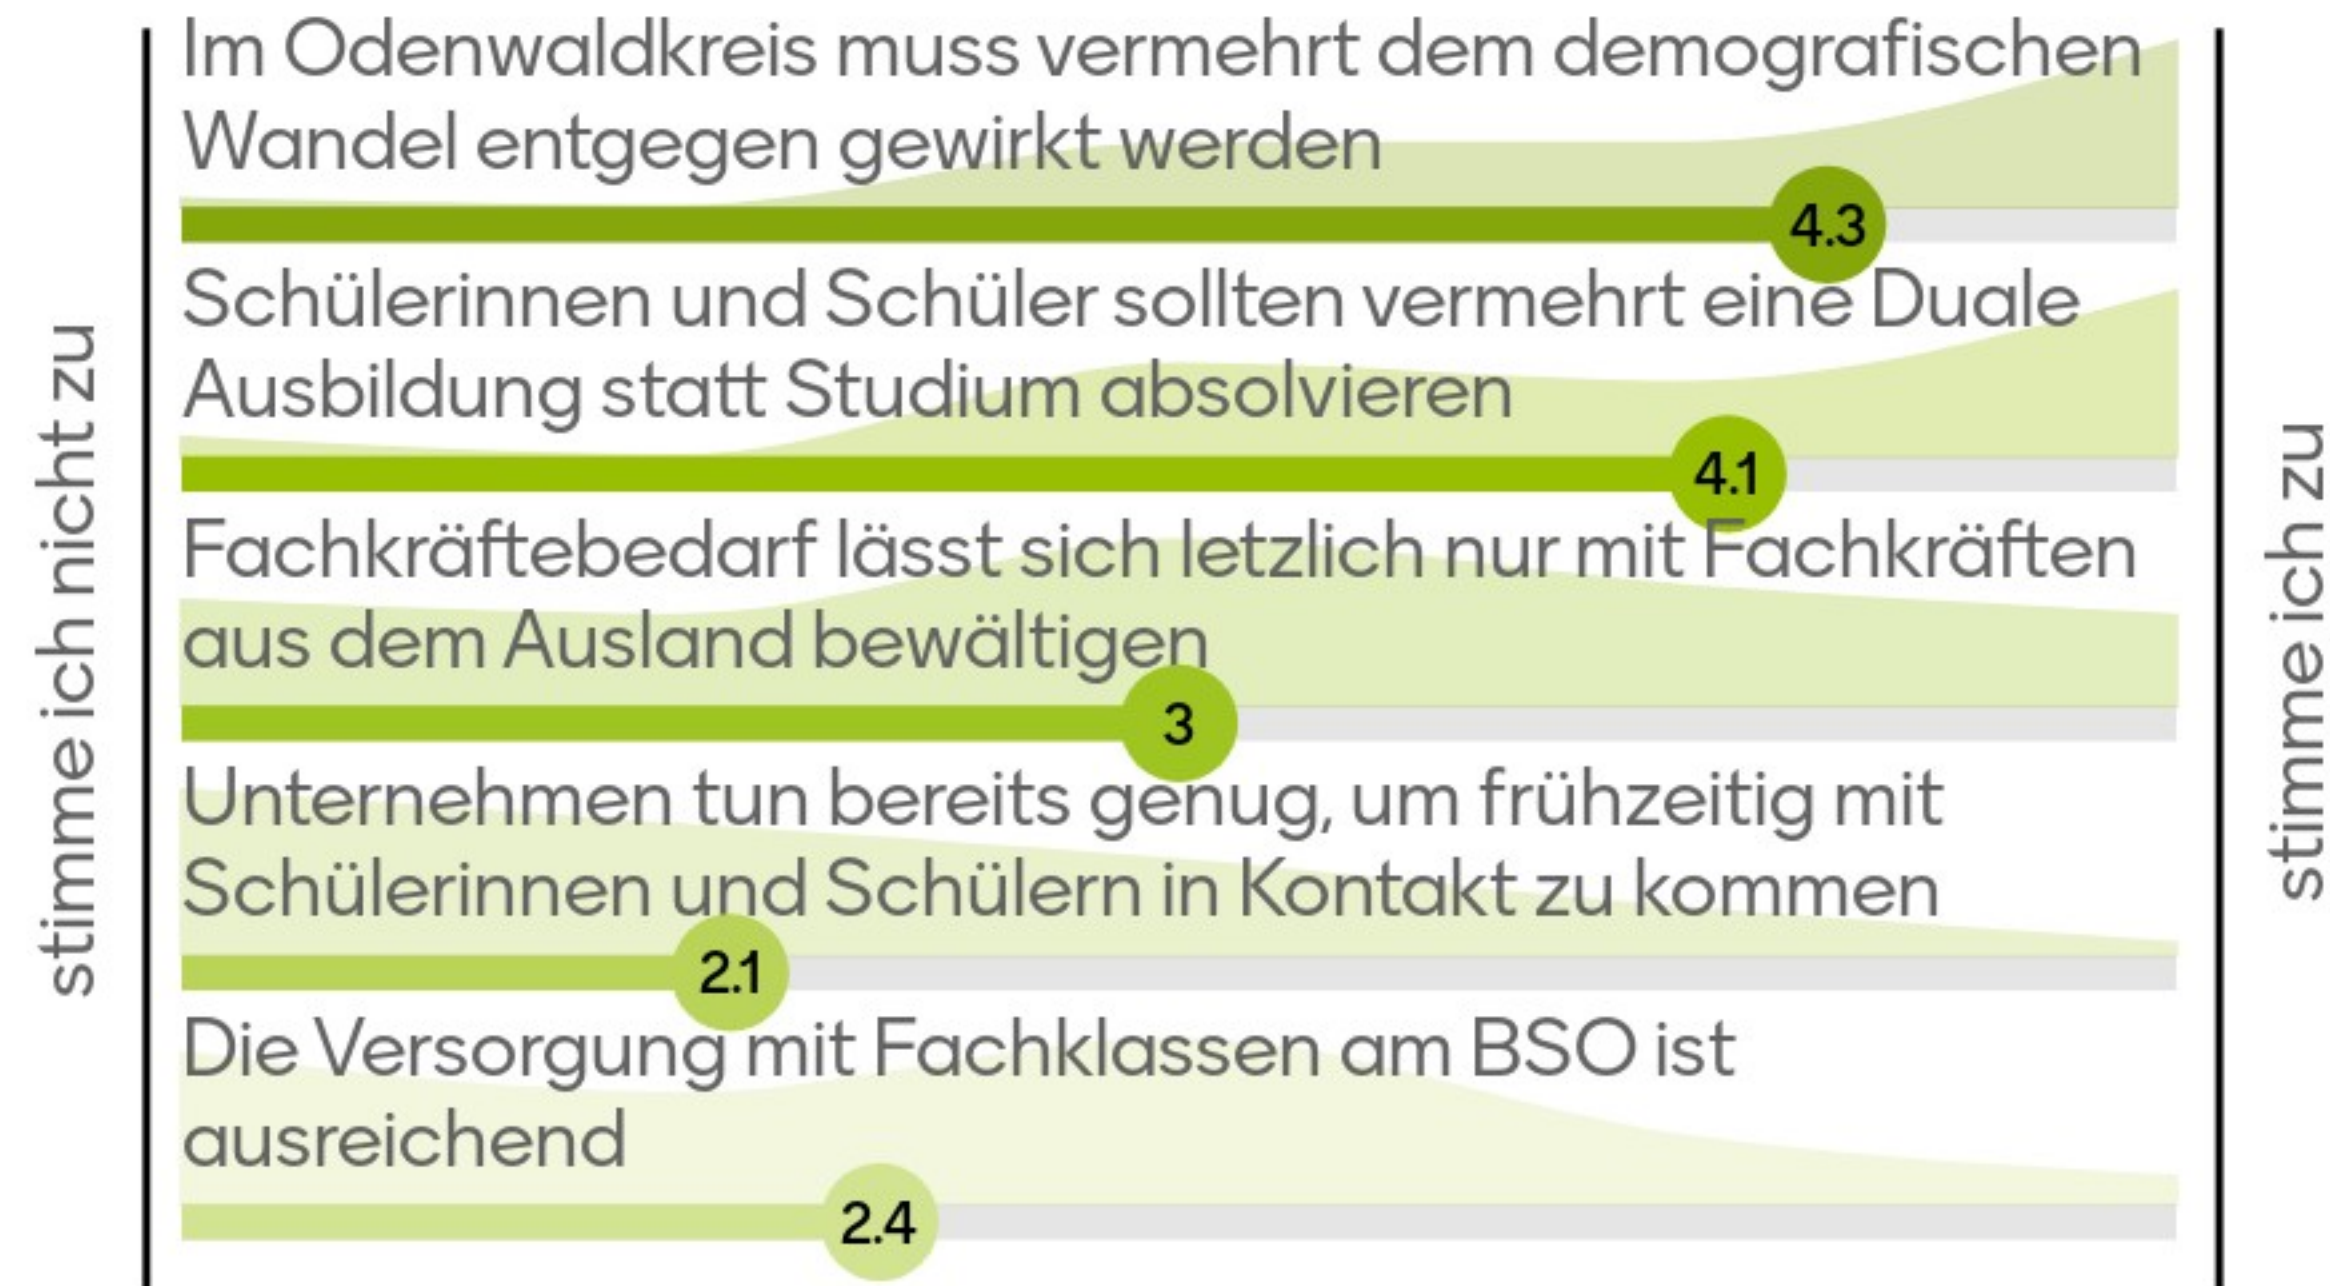 stimme ich nicht zu
Im Odenwaldkreis muss vermehrt dem demografischen
Wandel entgegen gewirkt werden
4.3
Schülerinnen und Schüler sollten vermehrt eine Duale
Ausbildung statt Studium absolvieren
4.1
Fachkräftebedarf lässt sich letzlich nur mit Fachkräften
aus dem Ausland bewältigen
3
Unternehmen tun bereits genug, um frühzeitig mit
Schülerinnen und Schülern in Kontakt zu kommen
2.1
Die Versorgung mit Fachklassen am BSO ist
ausreichend
2.4
stimme ich zu